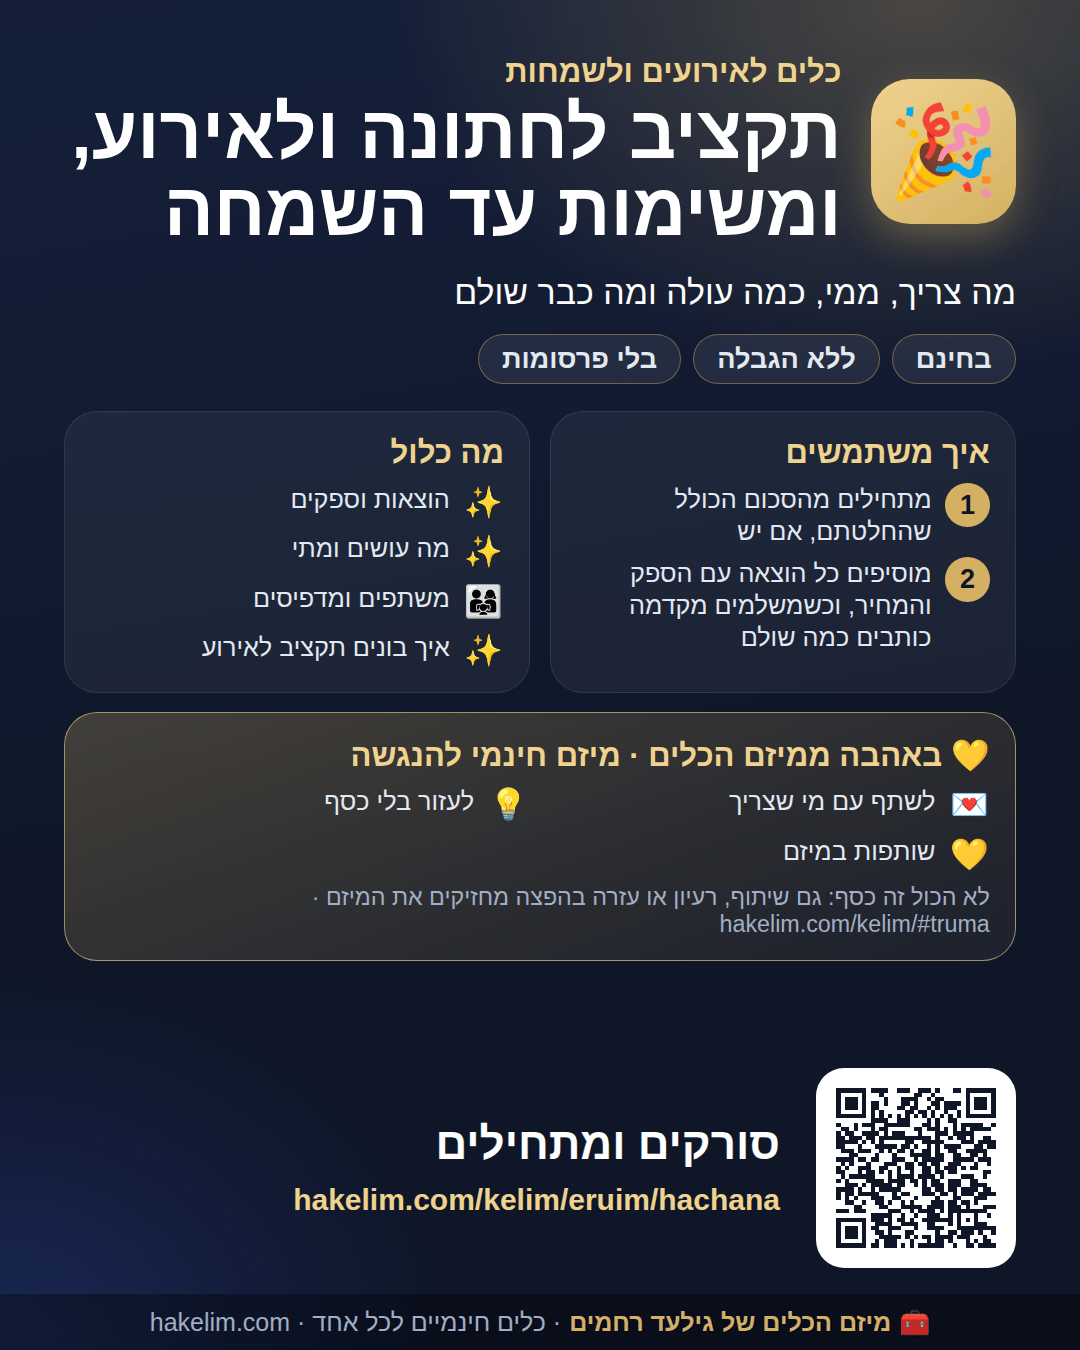 כלים לאירועים ולשמחות
תקציב לחתונה ולאירוע,
ומשימות עד השמחה
מה צריך, ממי, כמה עולה ומה כבר שולם
בחינם
ללא הגבלה
בלי פרסומות
איך משתמשים
1 מתחילים מהסכום הכולל
שהחלטתם, אם יש
2 מוסיפים כל הוצאה עם הספק
והמחיר, וכשמשלמים מקדמה
כותבים כמה שולם
מה כלול
הוצאות וספקים
מה עושים ומתי
משתפים ומדפיסים
איך בונים תקציב לאירוע
באהבה ממיזם הכלים · מיזם חינמי להנגשה
לשתף עם מי שצריך
לעזור בלי כסף
שותפות במיזם
לא הכול זה כסף: גם שיתוף, רעיון או עזרה בהפצה מחזיקים את המיזם ·
hakelim.com/kelim/#truma
סורקים ומתחילים
hakelim.com/kelim/eruim/hachana
מיזם הכלים של גילעד רחמים · כלים חינמיים לכל אחד · hakelim.com